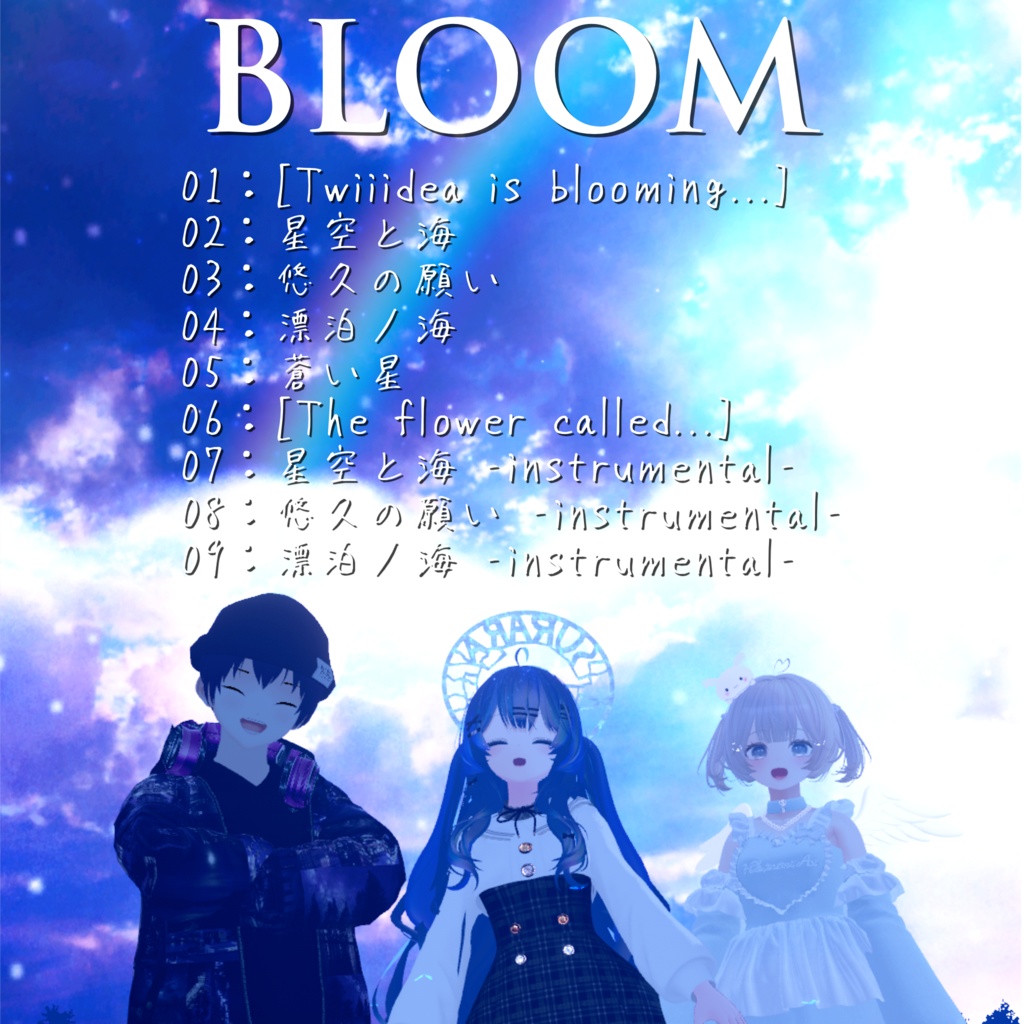 BLOOM
01：[Twiiidea is blooming...]
02：星空と海
03：悠久の願い
04：漂泊ノ海
05：蒼い星
06：[The flower called...]
07：星空と海 -instrumental-
08：悠久の願い -instrumental-
09：漂泊ノ海 -instrumental-